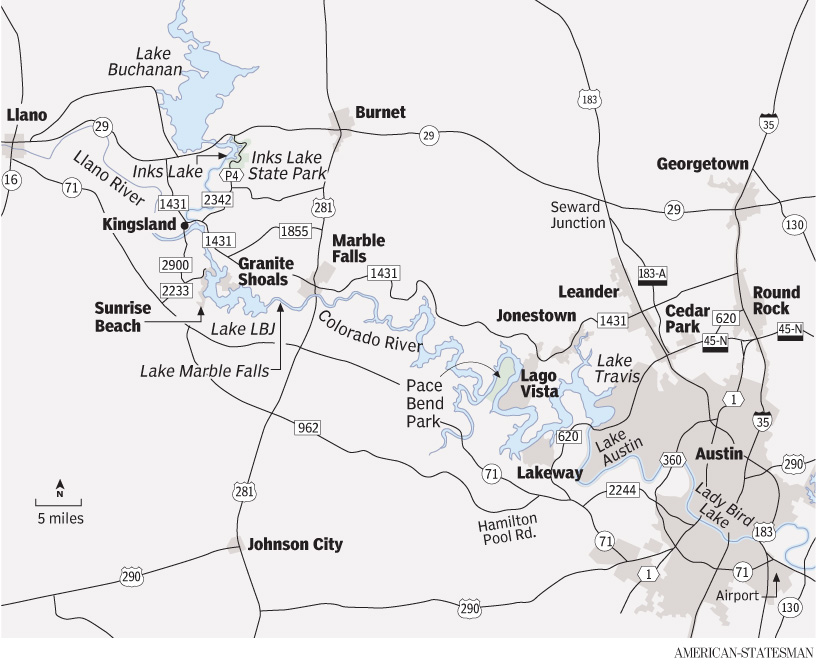 Lake
Buchanan
Llano
Burnet
29
29
183
35
Georgetown
Inks Lake
Inks Lake
State Park
P4
16
71
Llano River
1431
2342
281
Seward
Junction
29
130
Kingsland
1431
1855
Marble
Falls
2900
Granite
Shoals
1431
183-A
2233
Leander
Round
Rock
Sunrise
Beach
Jonestown
1431
Cedar
Park
620
45-N
45-N
Lake LBJ
Colorado River
Lake
Travis
Lake Marble Falls
Lago
Vista
Pace
Bend
Park
1
35
962
620
Lake
Austin
Austin
360
290
Lakeway
71
2244
Lady Bird
Lake
N
5 miles
281
Hamilton
Pool Rd.
183
Johnson City
71
290
1
71
Airport
290
130
AMERICAN-STATESMAN